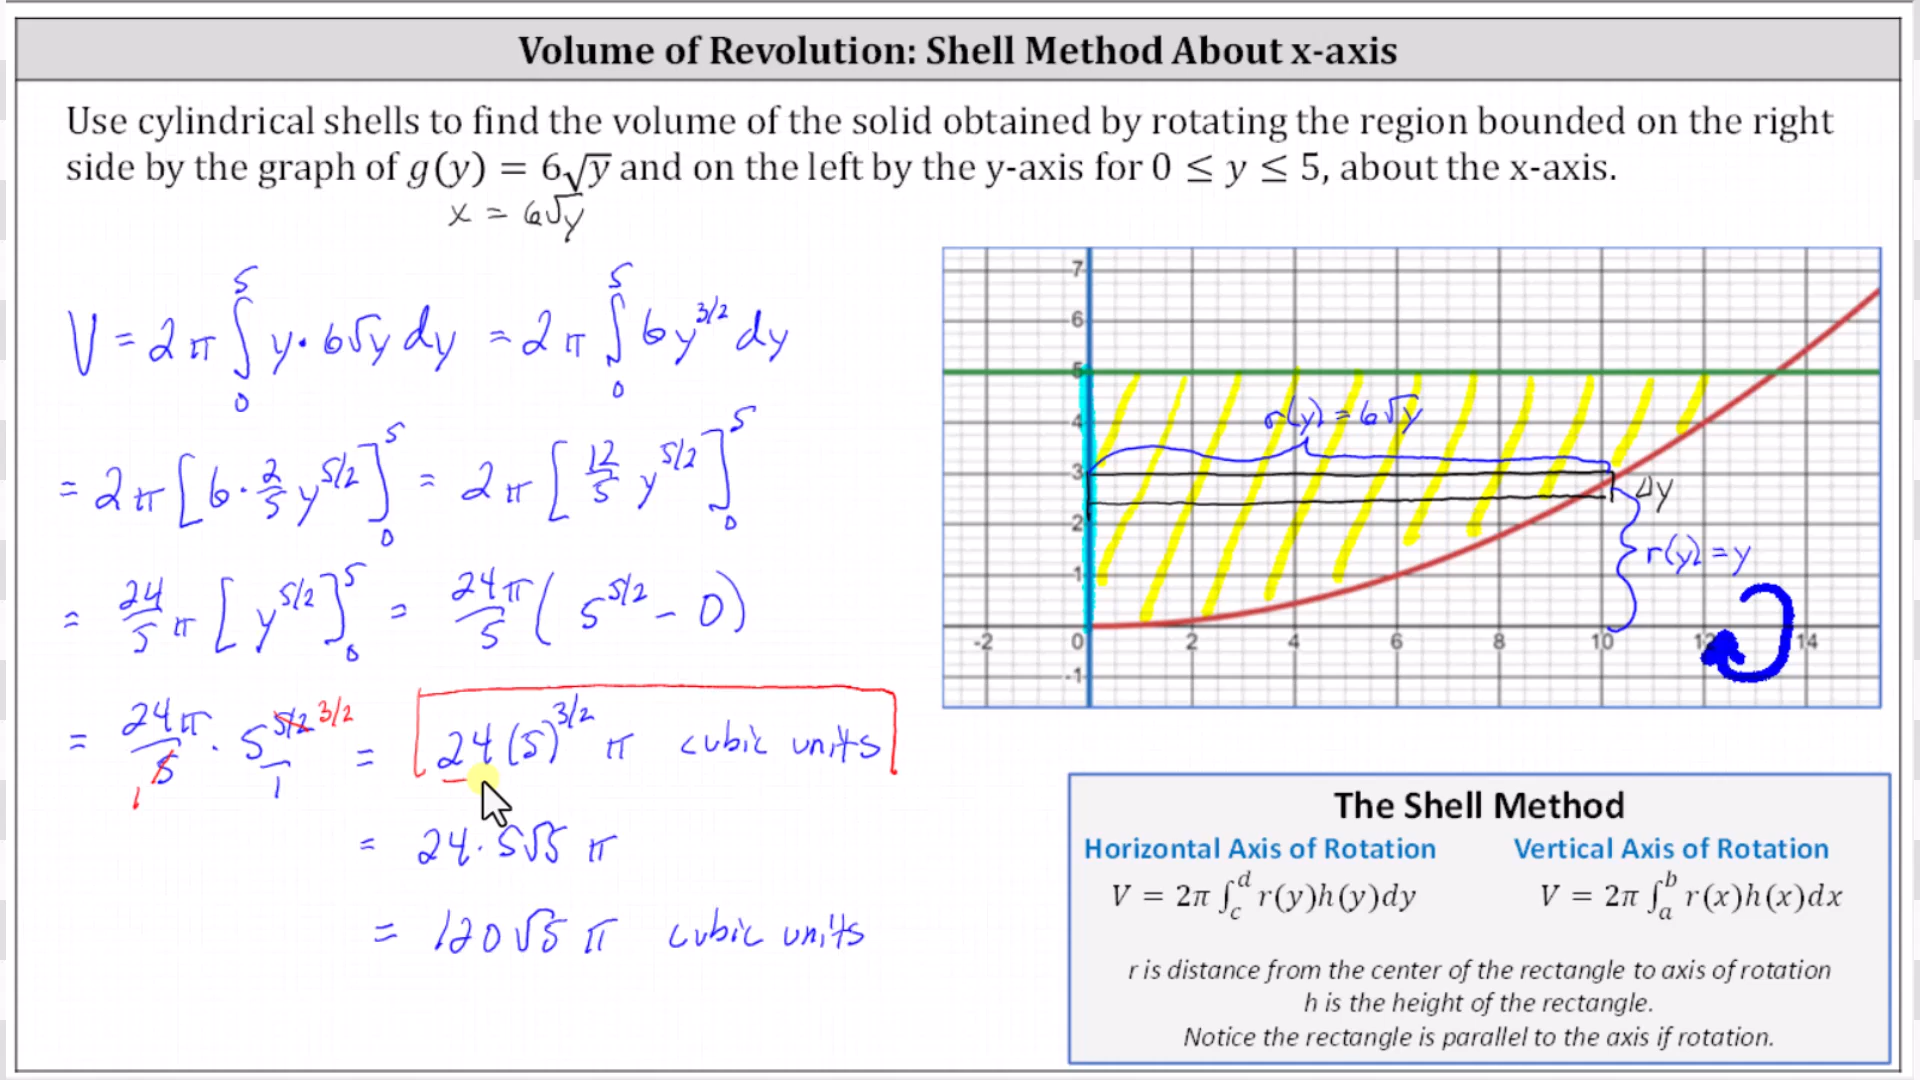 Volume of Revolution: Shell Method About x-axis
Use cylindrical shells to find the volume of the solid obtained by rotating the region bounded on the right
side by the graph of g(y) = 6√y and on the left by the y-axis for 0 ≤ y ≤ 5, about the x-axis.
x = 6√y
V = 2π ∫₀⁵ y · 6√y dy = 2π ∫₀⁵ 6y^(3/2) dy
= 2π [6 · 2/5 y^(5/2)]₀⁵ = 2π [12/5 y^(5/2)]₀⁵
= 24/5 π [y^(5/2)]₀⁵ = 24π/5 (5^(5/2) - 0)
= 24π/5 · 5^(5/2)/1 = 24(5)^(3/2) π cubic units
1 3/2
= 24 · 5√5 π
= 120√5 π cubic units
7
6
5
4
3
2
1
-1
-2 0 2 4 6 8 10 12 14
r(y) = 6√y
Δy
r(y) = y
The Shell Method
Horizontal Axis of Rotation Vertical Axis of Rotation
V = 2π ∫_c^d r(y)h(y)dy V = 2π ∫_a^b r(x)h(x)dx
r is distance from the center of the rectangle to axis of rotation
h is the height of the rectangle.
Notice the rectangle is parallel to the axis if rotation.